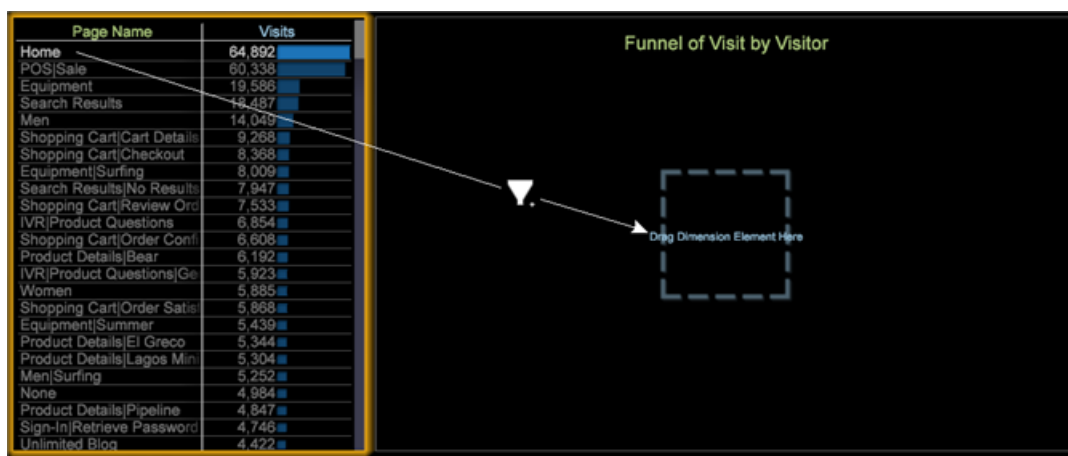 Page Name Visits
Home 64,892
POS|Sale 60,338
Equipment 19,586
Search Results 18,487
Men 14,049
Shopping Cart|Cart Details 9,268
Shopping Cart|Checkout 8,368
Equipment|Surfing 8,009
Search Results|No Results 7,947
Shopping Cart|Review Ord 7,533
IVR|Product Questions 6,854
Shopping Cart|Order Confi 6,608
Product Details|Bear 6,192
IVR|Product Questions|Ge 5,923
Women 5,885
Shopping Cart|Order Satis 5,868
Equipment|Summer 5,439
Product Details|El Greco 5,344
Product Details|Lagos Mini 5,304
Men|Surfing 5,252
None 4,984
Product Details|Pipeline 4,847
Sign-In|Retrieve Password 4,746
Unlimited Blog 4,422
Funnel of Visit by Visitor
Drag Dimension Element Here